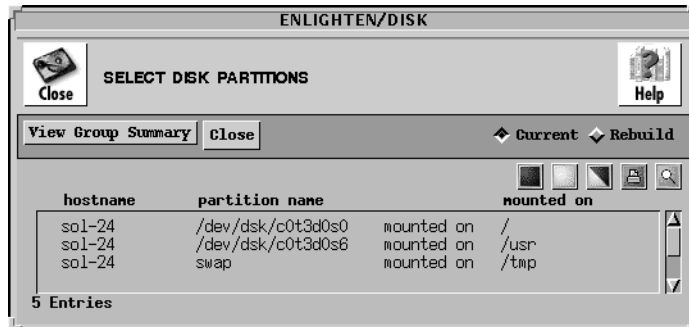 ENLIGHTEN/DISK
Close
SELECT DISK PARTITIONS
Help
View Group Summary Close Current Rebuild
hostname partition name mounted on
sol-24 /dev/dsk/c0t3d0s0 mounted on /
sol-24 /dev/dsk/c0t3d0s6 mounted on /usr
sol-24 swap mounted on /tmp
5 Entries